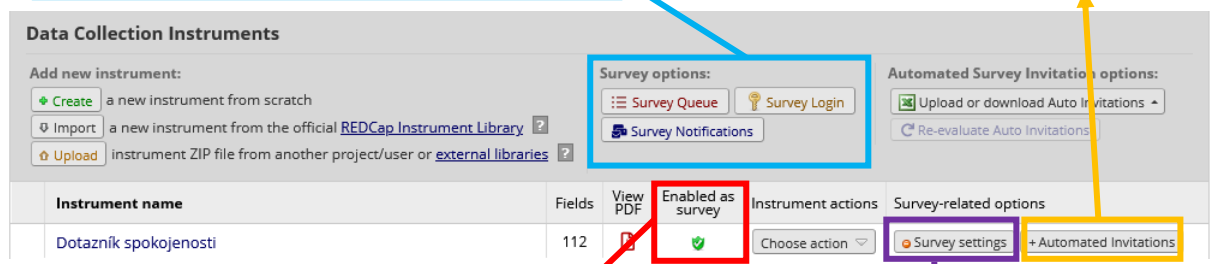 Data Collection Instruments
Add new instrument:
Create a new instrument from scratch
Import a new instrument from the official REDCap Instrument Library ?
Upload instrument ZIP file from another project/user or external libraries ?
Survey options:
Survey Queue Survey Login
Survey Notifications
Automated Survey Invitation options:
Upload or download Auto Invitations
Re-evaluate Auto Invitations
Instrument name Fields View PDF Enabled as survey Instrument actions Survey-related options
Dotazník spokojenosti 112 Choose action Survey settings + Automated Invitations